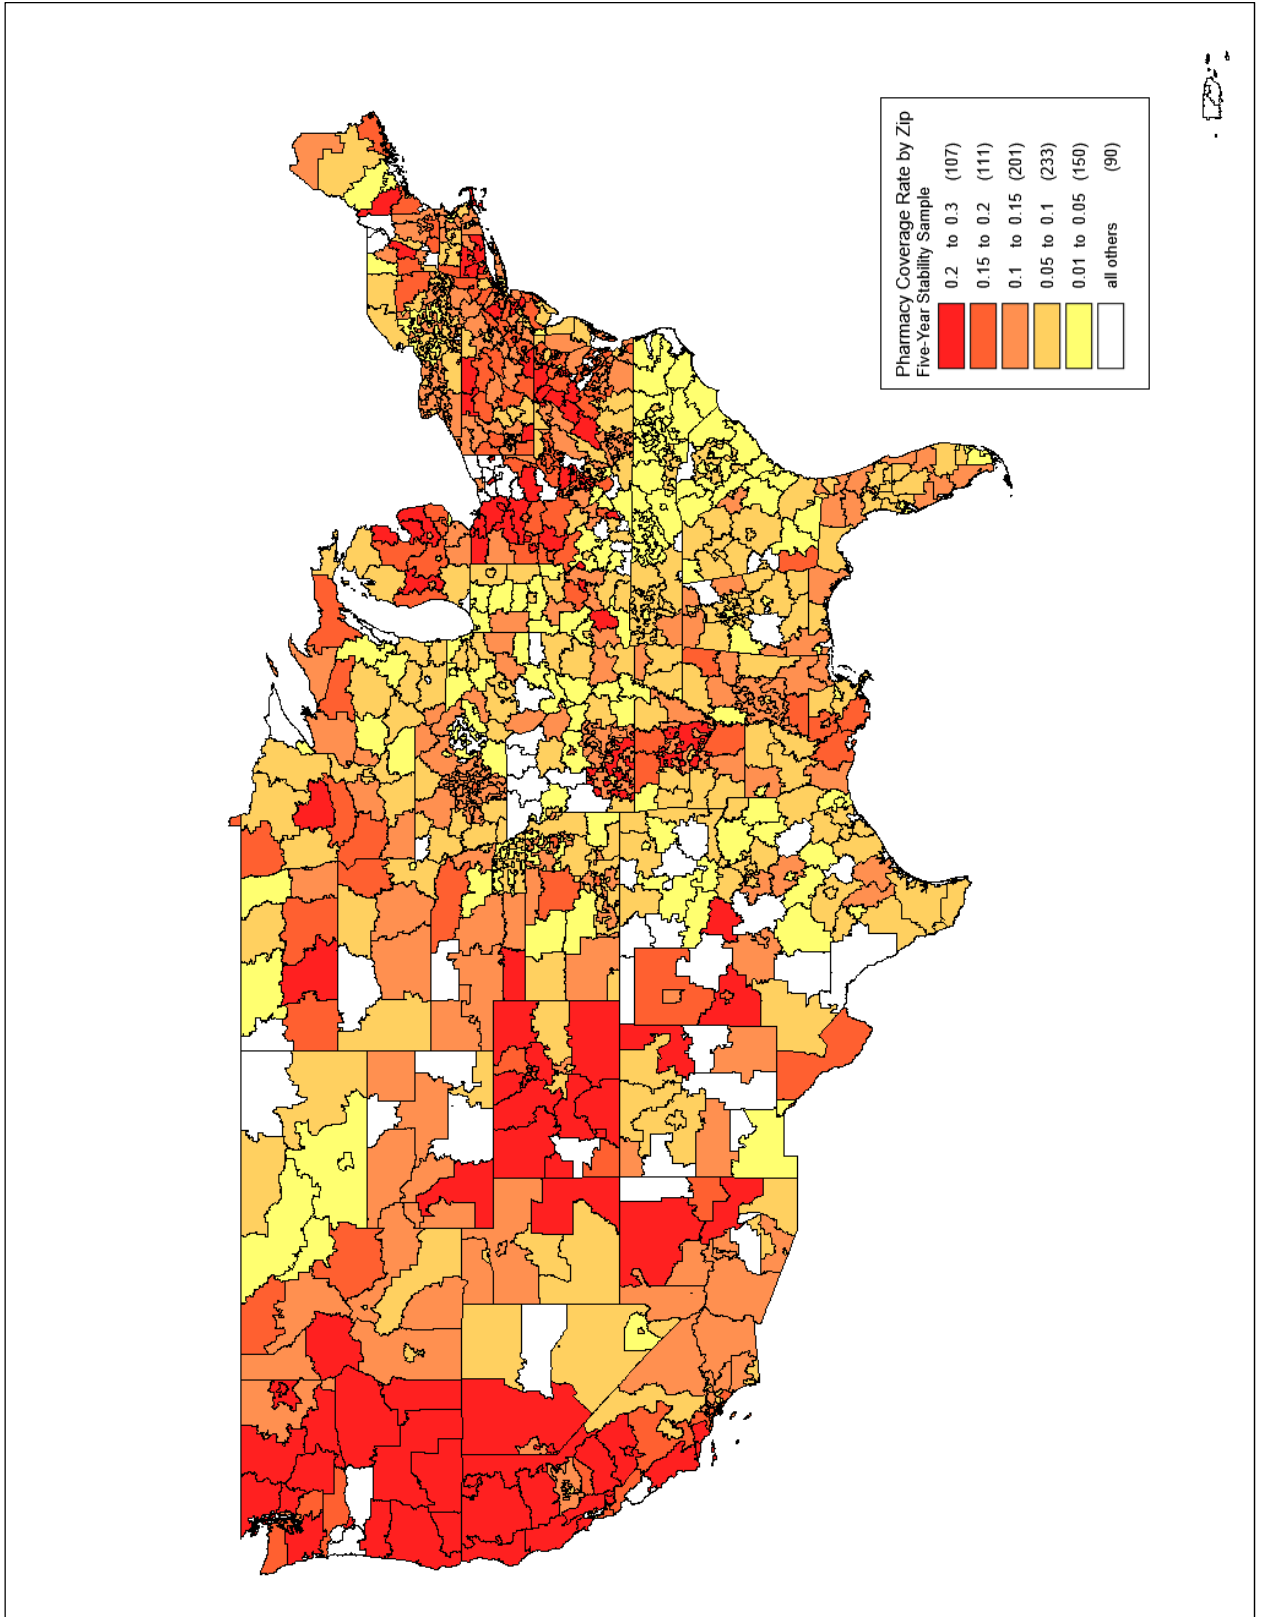 Pharmacy Coverage Rate by Zip
Five-Year Stability Sample
0.2 to 0.3 (107)
0.15 to 0.2 (111)
0.1 to 0.15 (201)
0.05 to 0.1 (233)
0.01 to 0.05 (150)
all others (90)